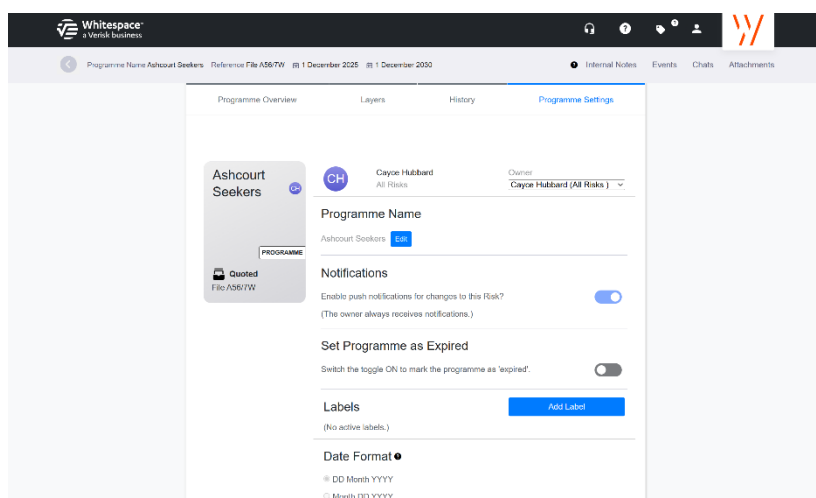 Whitespace
a Verisk business
Programme Name Ashcourt Seekers Reference File A56/7W 1 December 2025 1 December 2030 Internal Notes Events Chats Attachments
Programme Overview Layers History Programme Settings
Ashcourt Seekers
CH
PROGRAMME
Quoted
File A56/7W
CH
Cayce Hubbard
All Risks
Owner
Cayce Hubbard (All Risks )
Programme Name
Ashcourt Seekers Edit
Notifications
Enable push notifications for changes to this Risk?
(The owner always receives notifications.)
Set Programme as Expired
Switch the toggle ON to mark the programme as 'expired'.
Labels Add Label
(No active labels.)
Date Format
DD Month YYYY
Month DD YYYY